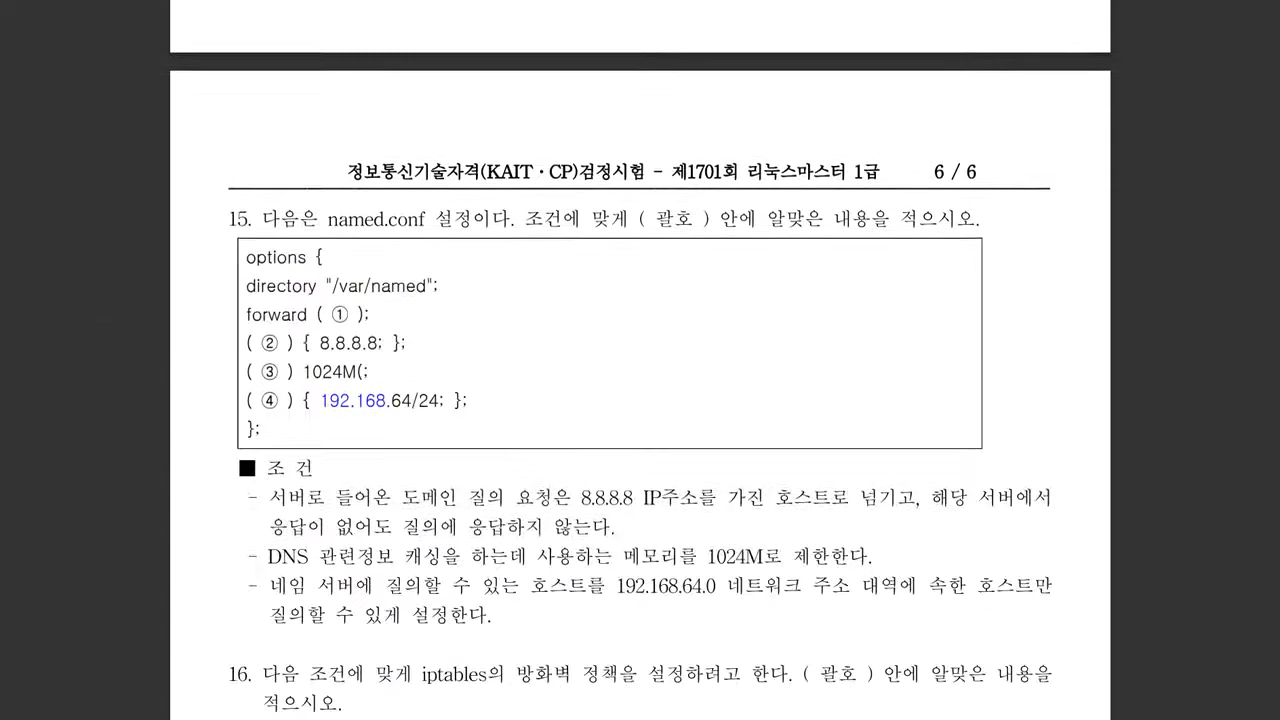 정보통신기술자격(KAIT·CP)검정시험 - 제1701회 리눅스마스터 1급 6 / 6
15. 다음은 named.conf 설정이다. 조건에 맞게 ( 괄호 ) 안에 알맞은 내용을 적으시오.
options {
directory "/var/named";
forward ( ① );
( ② ) { 8.8.8.8; };
( ③ ) 1024M(;
( ④ ) { 192.168.64/24; };
};
■ 조 건
- 서버로 들어온 도메인 질의 요청은 8.8.8.8 IP주소를 가진 호스트로 넘기고, 해당 서버에서
응답이 없어도 질의에 응답하지 않는다.
- DNS 관련정보 캐싱을 하는데 사용하는 메모리를 1024M로 제한한다.
- 네임 서버에 질의할 수 있는 호스트를 192.168.64.0 네트워크 주소 대역에 속한 호스트만
질의할 수 있게 설정한다.
16. 다음 조건에 맞게 iptables의 방화벽 정책을 설정하려고 한다. ( 괄호 ) 안에 알맞은 내용을
적으시오.